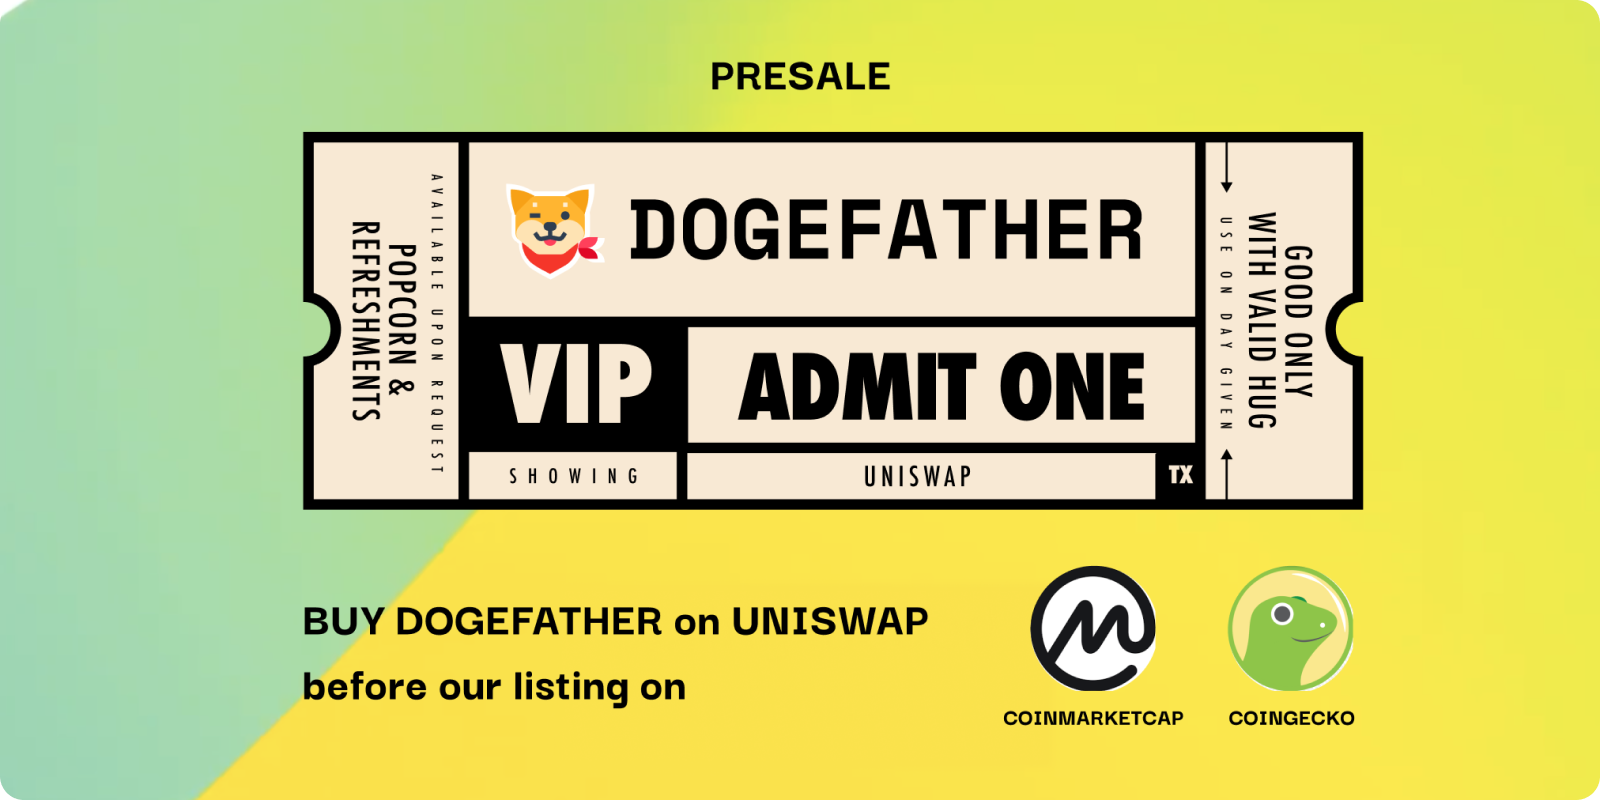 PRESALE
AVAILABLE UPON REQUEST
POPCORN &
REFRESHMENTS
DOGEFATHER
VIP
ADMIT ONE
SHOWING
UNISWAP
TX
USE ON DAY GIVEN
GOOD ONLY
WITH VALID HUG
BUY DOGEFATHER on UNISWAP
before our listing on
COINMARKETCAP
COINGECKO